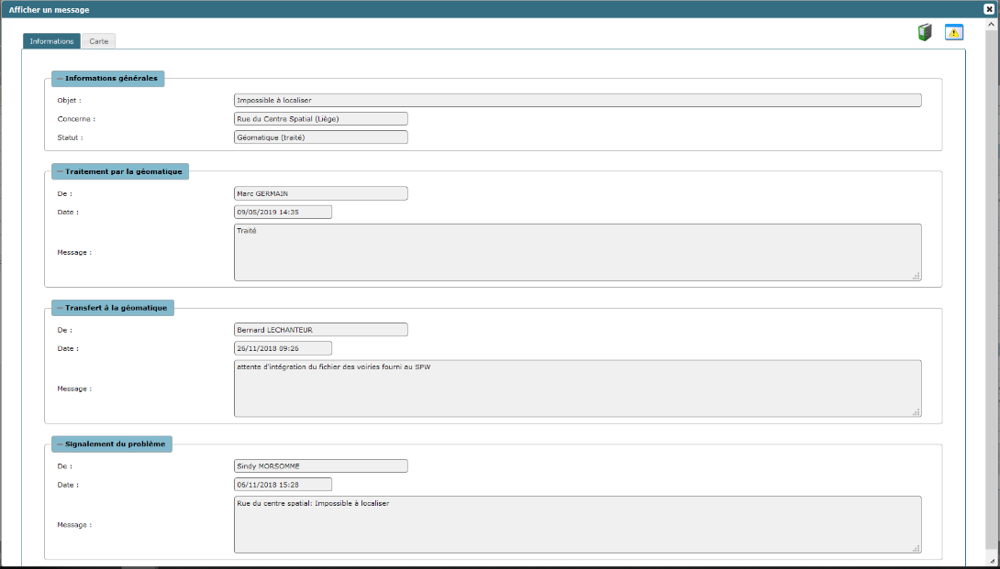 Afficher un message
Informations
Carte
Informations générales
Objet :
Impossible à localiser
Concerne :
Rue du Centre Spatial (Liège)
Statut :
Géomatique (traité)
Traitement par la géomatique
De :
Marc GERMAIN
Date :
09/05/2019 14:35
Traité
Message :
Transfert à la géomatique
De :
Bernard LECHANTEUR
Date :
26/11/2018 09:26
attente d'intégration du fichier des voiries fourni au SPW
Message :
Signalement du problème
De :
Sindy MORSOMME
Date :
06/11/2018 15:28
Rue du centre spatial: Impossible à localiser
Message :